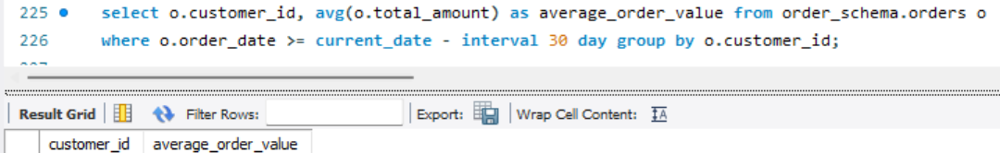 225 select o.customer_id, avg(o.total_amount) as average_order_value from order_schema.orders o
226 where o.order_date >= current_date - interval 30 day group by o.customer_id;
Result Grid Filter Rows: Export: Wrap Cell Content:
customer_id average_order_value